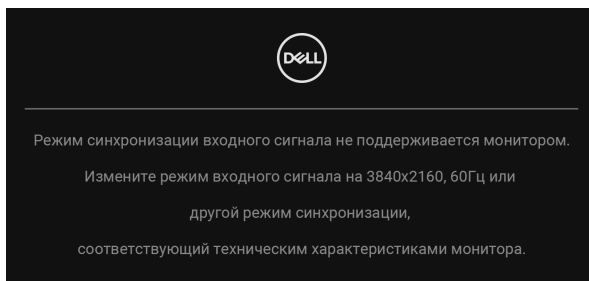 DELL
Режим синхронизации входного сигнала не поддерживается монитором.
Измените режим входного сигнала на 3840x2160, 60Гц или
другой режим синхронизации,
соответствующий техническим характеристиками монитора.